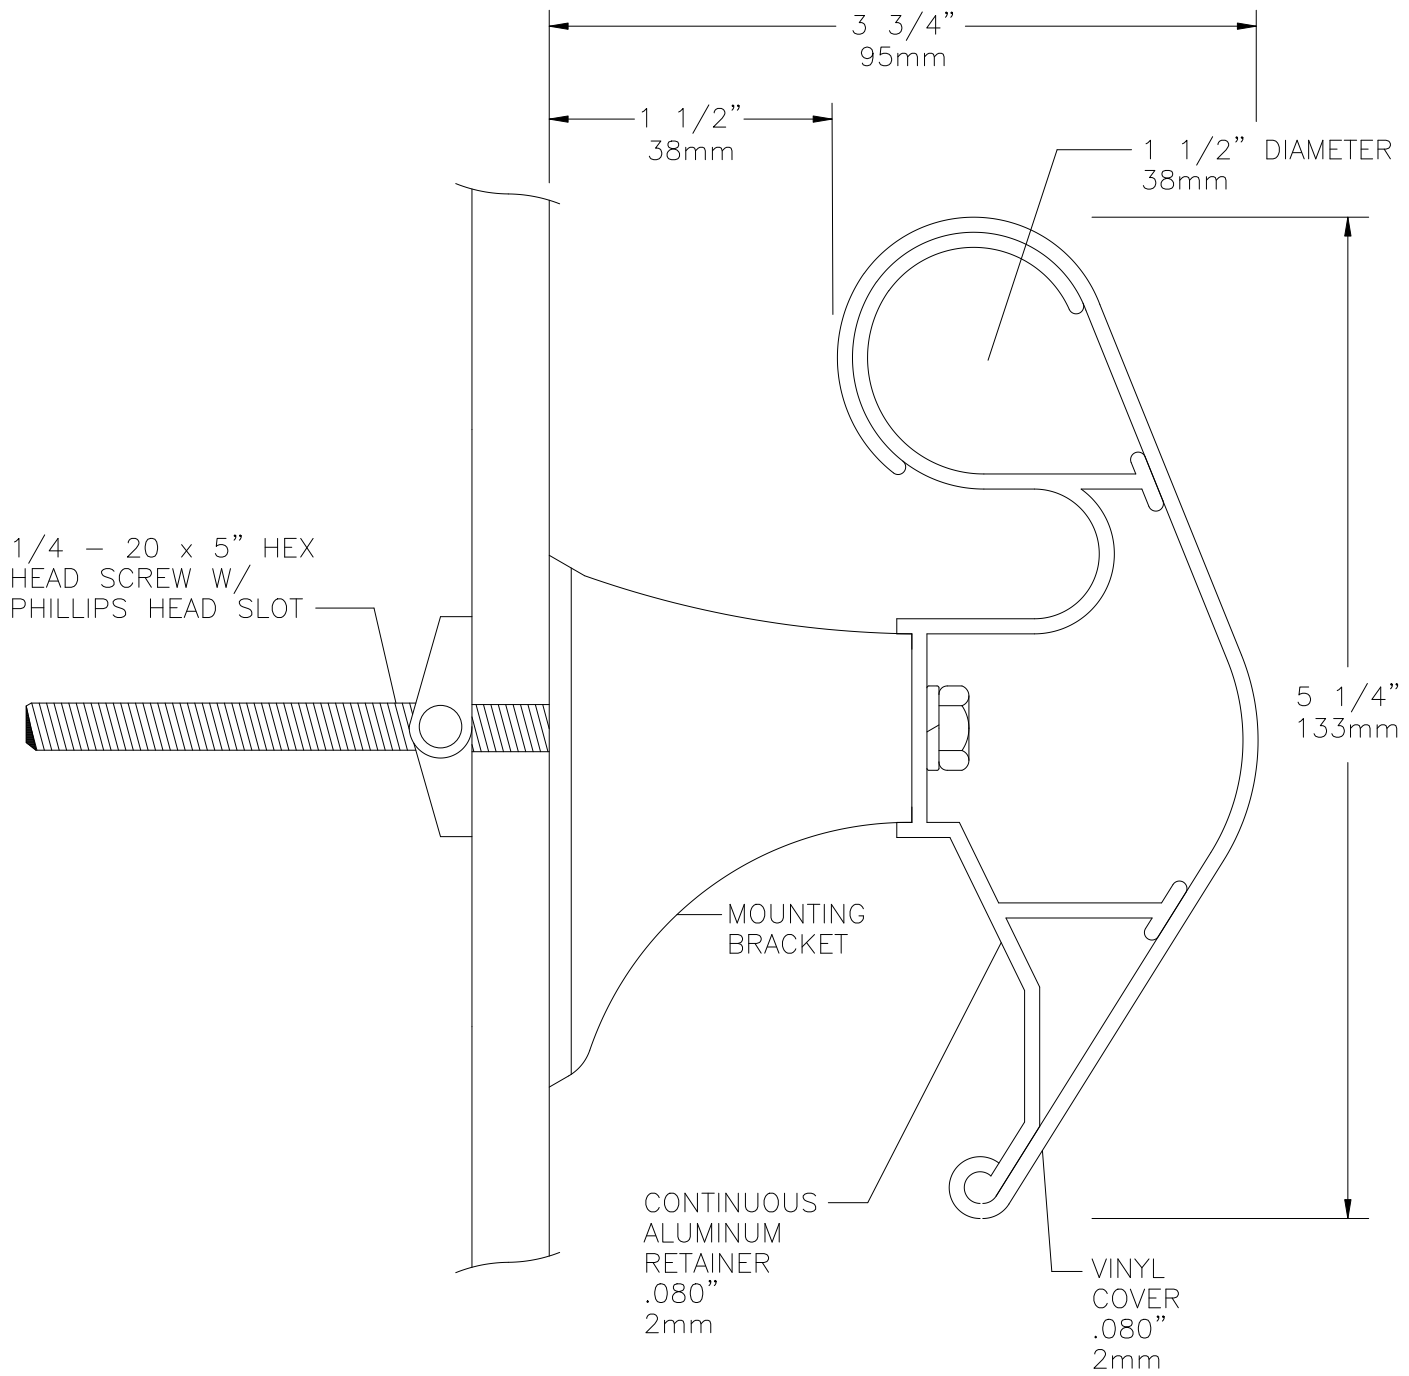 3 3/4”
95mm
1 1/2”
38mm
1 1/2” DIAMETER
38mm
1/4 – 20 x 5” HEX
HEAD SCREW W/
PHILLIPS HEAD SLOT
5 1/4”
133mm
MOUNTING
BRACKET
CONTINUOUS
ALUMINUM
RETAINER
.080”
2mm
VINYL
COVER
.080”
2mm